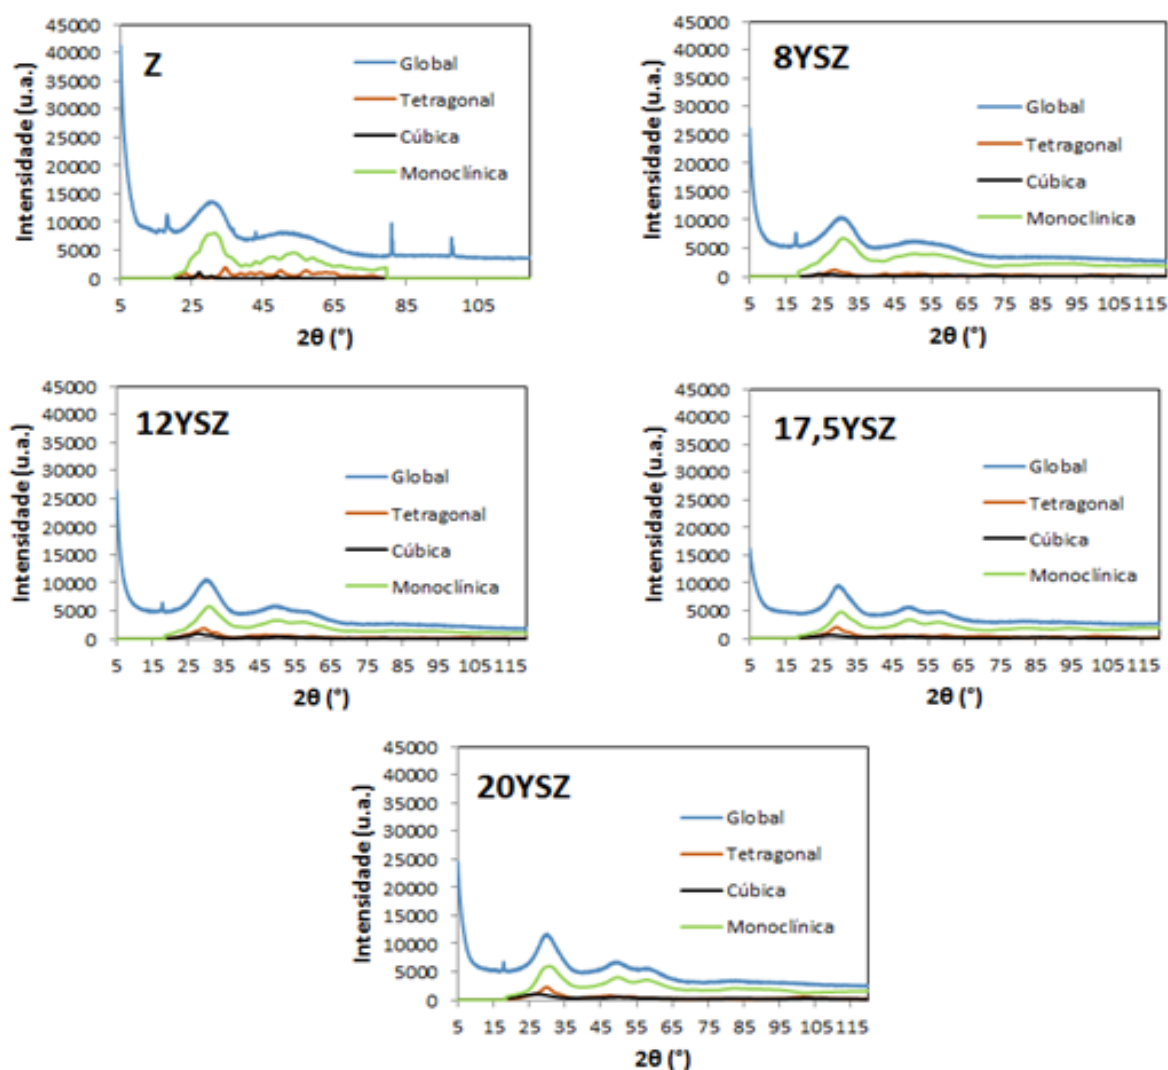 Z
Intensidade (u.a.)
45000
40000
35000
30000
25000
20000
15000
10000
5000
0
Global
Tetragonal
Cúbica
Monoclínica
5 25 45 65 85 105
2θ (°)
8YSZ
Intensidade (u.a.)
45000
40000
35000
30000
25000
20000
15000
10000
5000
0
Global
Tetragonal
Cúbica
Monoclínica
5 15 25 35 45 55 65 75 85 95 105 115
2θ (°)
12YSZ
Intensidade (u.a.)
45000
40000
35000
30000
25000
20000
15000
10000
5000
0
Global
Tetragonal
Cúbica
Monoclínica
5 15 25 35 45 55 65 75 85 95 105 115
2θ (°)
17,5YSZ
Intensidade (u.a.)
45000
40000
35000
30000
25000
20000
15000
10000
5000
0
Global
Tetragonal
Cúbica
Monoclínica
5 15 25 35 45 55 65 75 85 95 105 115
2θ (°)
20YSZ
Intensidade (u.a.)
45000
40000
35000
30000
25000
20000
15000
10000
5000
0
Global
Tetragonal
Cúbica
Monoclínica
5 15 25 35 45 55 65 75 85 95 105 115
2θ (°)